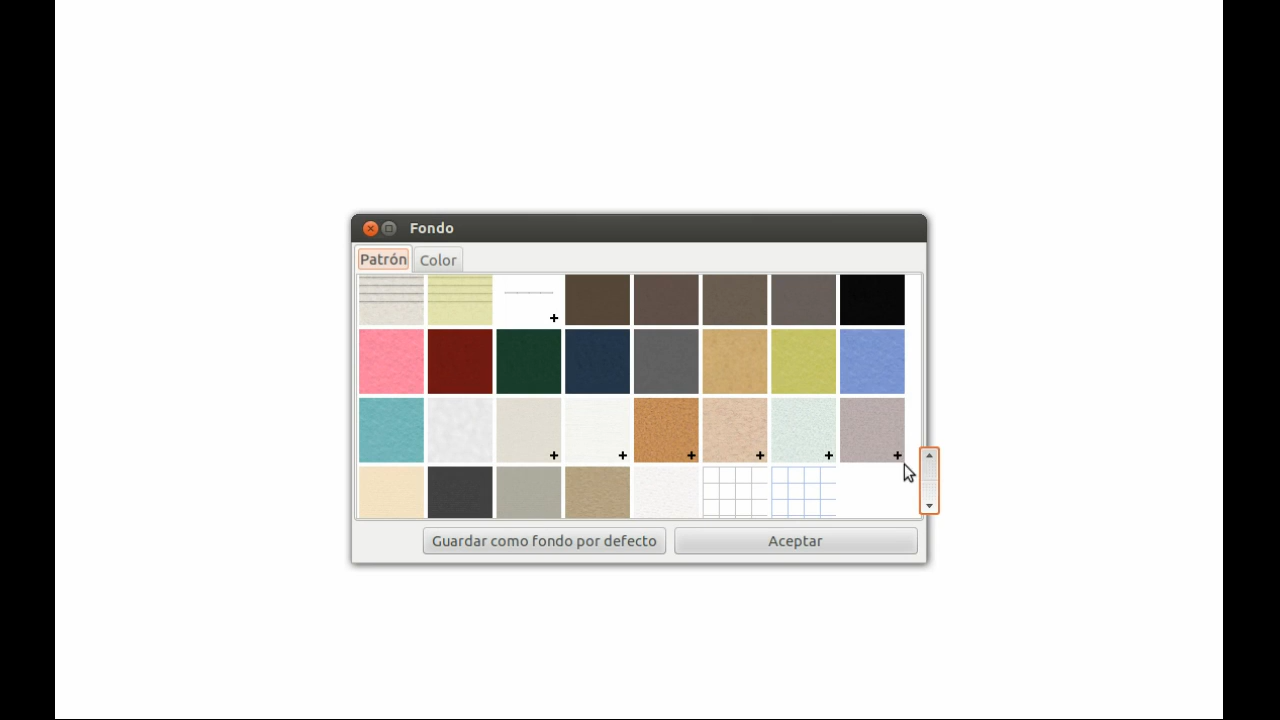 Fondo
Patrón
Color
Guardar como fondo por defecto
Aceptar